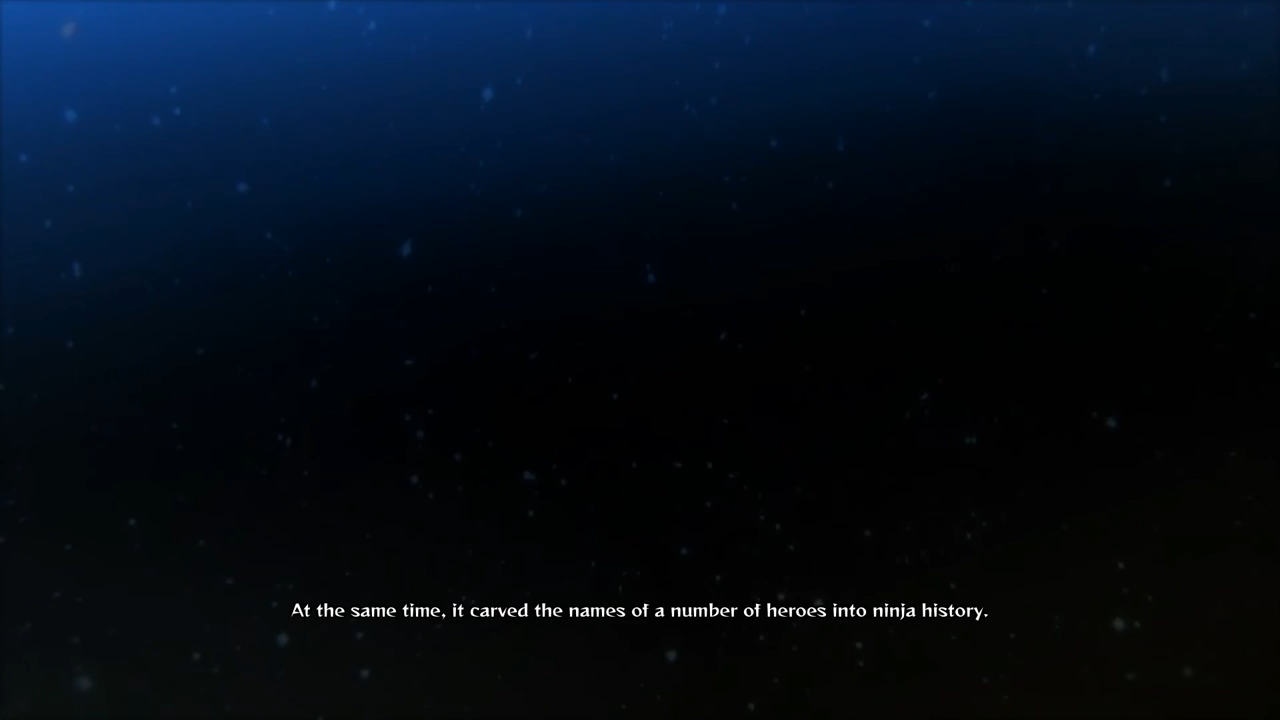 At the same time, it carved the names of a number of heroes into ninja history.